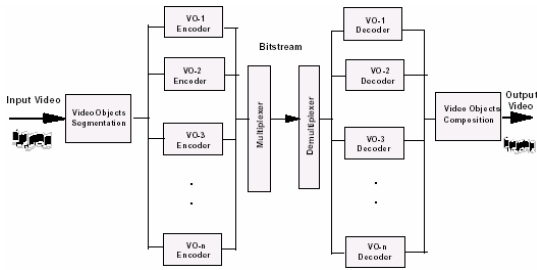 Input Video
Video Objects
Segmentation
VO-1
Encoder
VO-2
Encoder
VO-3
Encoder
VO-n
Encoder
Multiplexer
Bitstream
Demultiplexer
VO-1
Decoder
VO-2
Decoder
VO-3
Decoder
VO-n
Decoder
Video Objects
Composition
Output
Video